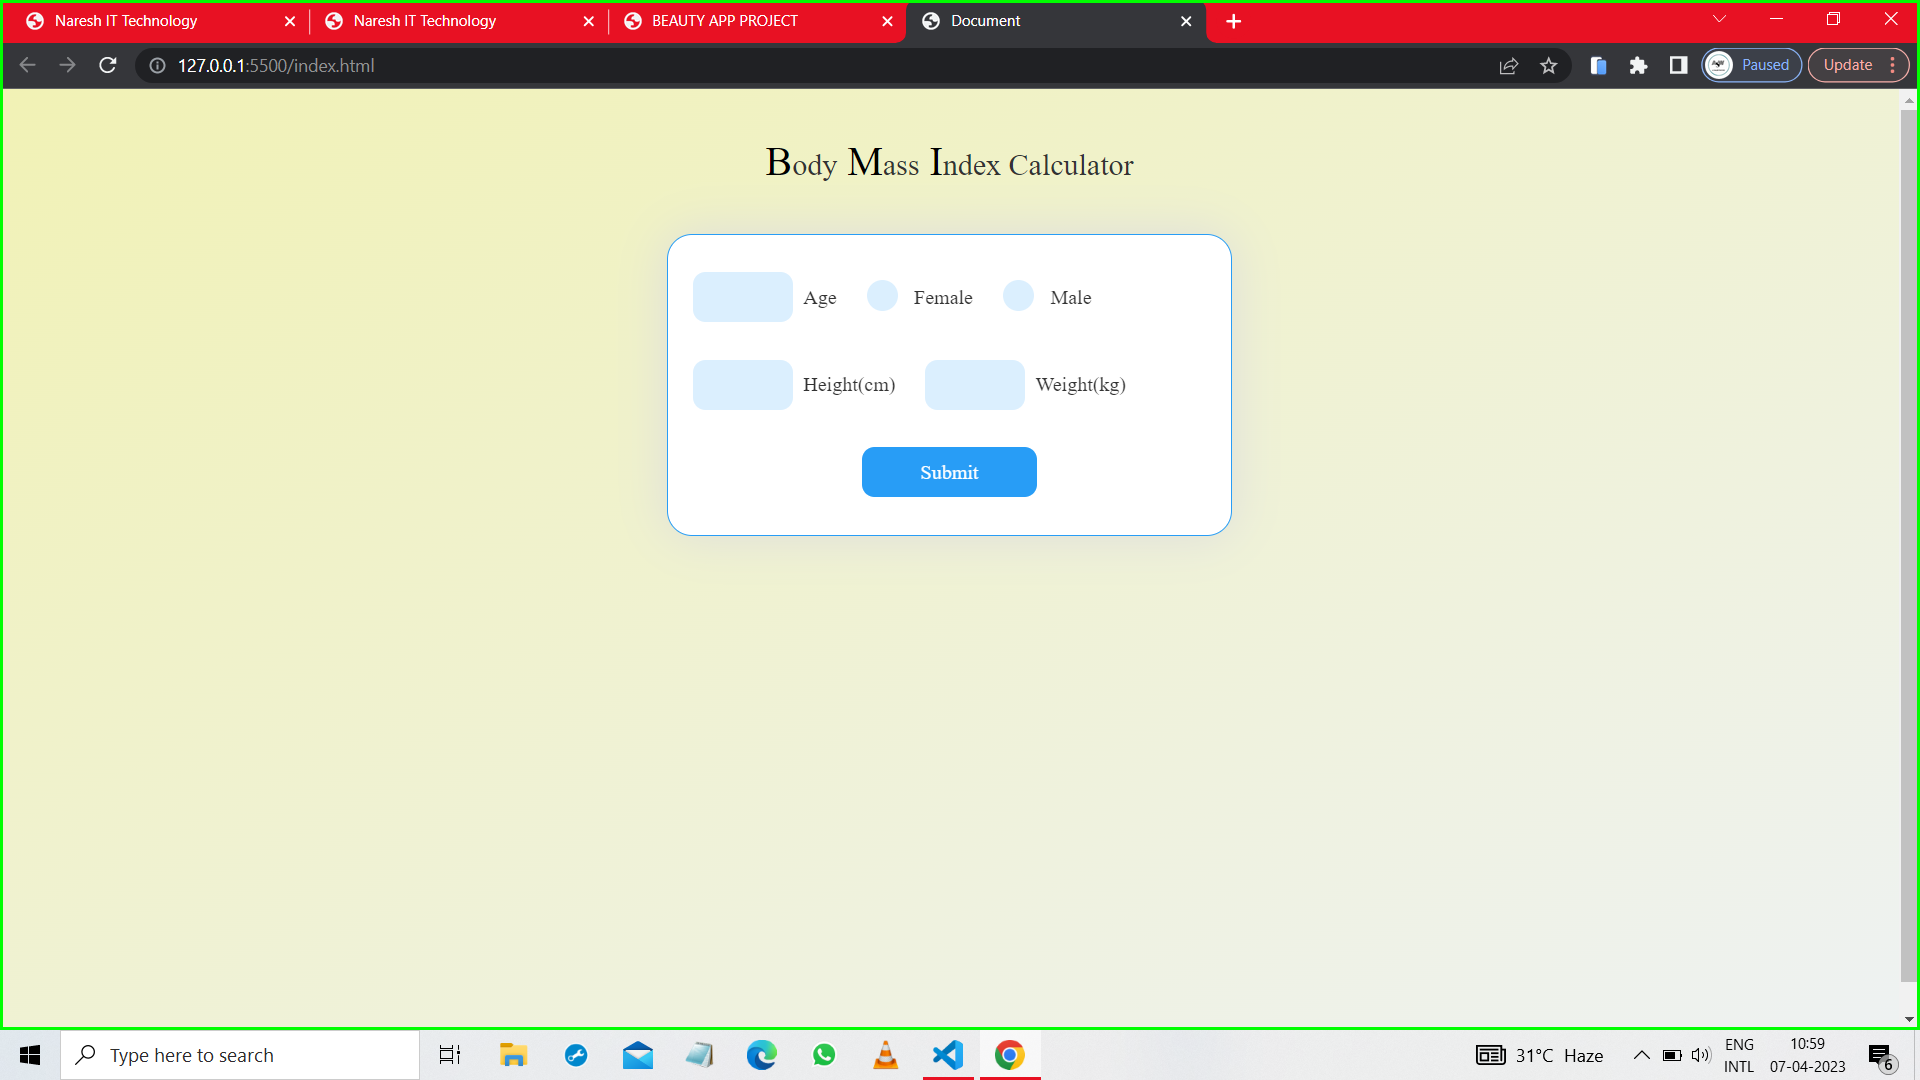 Naresh IT Technology
Naresh IT Technology
BEAUTY APP PROJECT
Document
127.0.0.1:5500/index.html
Paused
Update
Body Mass Index Calculator
Age
Female
Male
Height(cm)
Weight(kg)
Submit
Type here to search
31°C Haze
ENG
INTL
10:59
07-04-2023
6